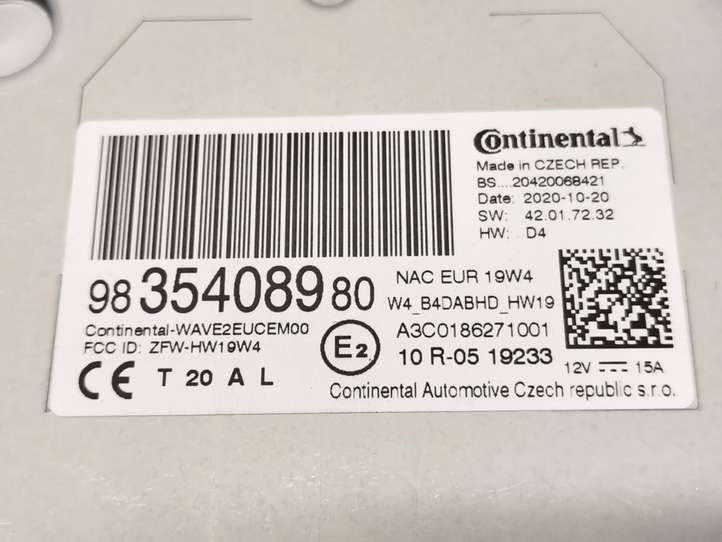 Continental
Made in CZECH REP.
BS....20420068421
Date: 2020-10-20
SW: 42.01.72.32
HW: D4
98 354089 80
NAC EUR 19W4
W4_B4DABHD_HW19
Continental-WAVE2EUCEM00
FCC ID: ZFW-HW19W4
E2
A3C0186271001
10 R-05 19233
12V 15A
CE T 20 A L
Continental Automotive Czech republic s.r.o.